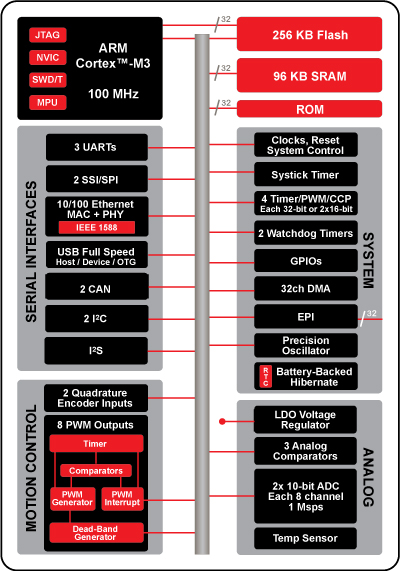 JTAG
NVIC
SWD/T
MPU
ARM
Cortex™-M3
100 MHz
32
256 KB Flash
32
96 KB SRAM
32
ROM
SERIAL INTERFACES
3 UARTs
2 SSI/SPI
10/100 Ethernet
MAC + PHY
IEEE 1588
USB Full Speed
Host / Device / OTG
2 CAN
2 I²C
I²S
SYSTEM
Clocks, Reset
System Control
Systick Timer
4 Timer/PWM/CCP
Each 32-bit or 2x16-bit
2 Watchdog Timers
GPIOs
32ch DMA
EPI
32
Precision
Oscillator
RTC
Battery-Backed
Hibernate
MOTION CONTROL
2 Quadrature
Encoder Inputs
8 PWM Outputs
Timer
Comparators
PWM
Generator
PWM
Interrupt
Dead-Band
Generator
ANALOG
LDO Voltage
Regulator
3 Analog
Comparators
2x 10-bit ADC
Each 8 channel
1 Msps
Temp Sensor